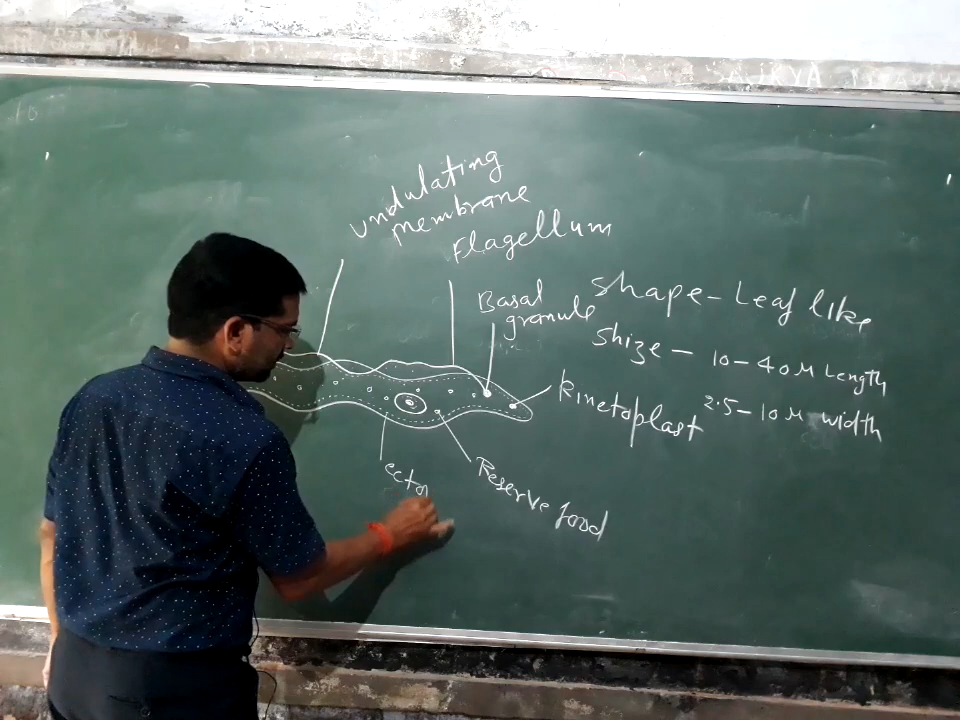 undulating
membrane
Flagellum
Basal
granule
Shape - Leaf like
Shize - 10-40 µ Length
2.5-10 µ width
Kinetoplast
Reserve food
ecto